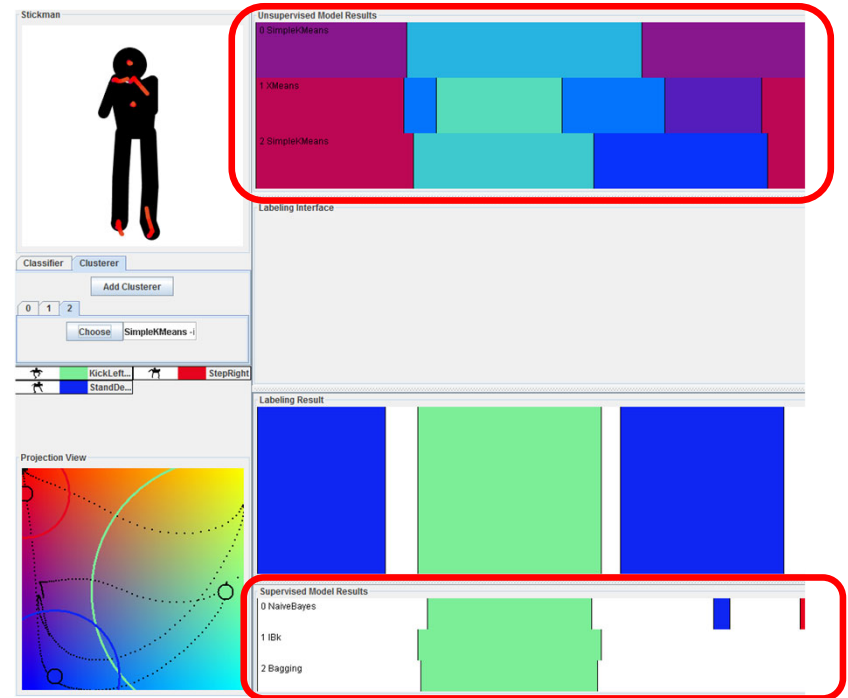 Stickman
Unsupervised Model Results
0 SimpleKMeans
1 XMeans
2 SimpleKMeans
Labeling Interface
Classifier Clusterer
Add Clusterer
0 1 2
Choose SimpleKMeans -i
KickLeft... StepRight
StandDe...
Labeling Result
Projection View
Supervised Model Results
0 NaiveBayes
1 IBk
2 Bagging